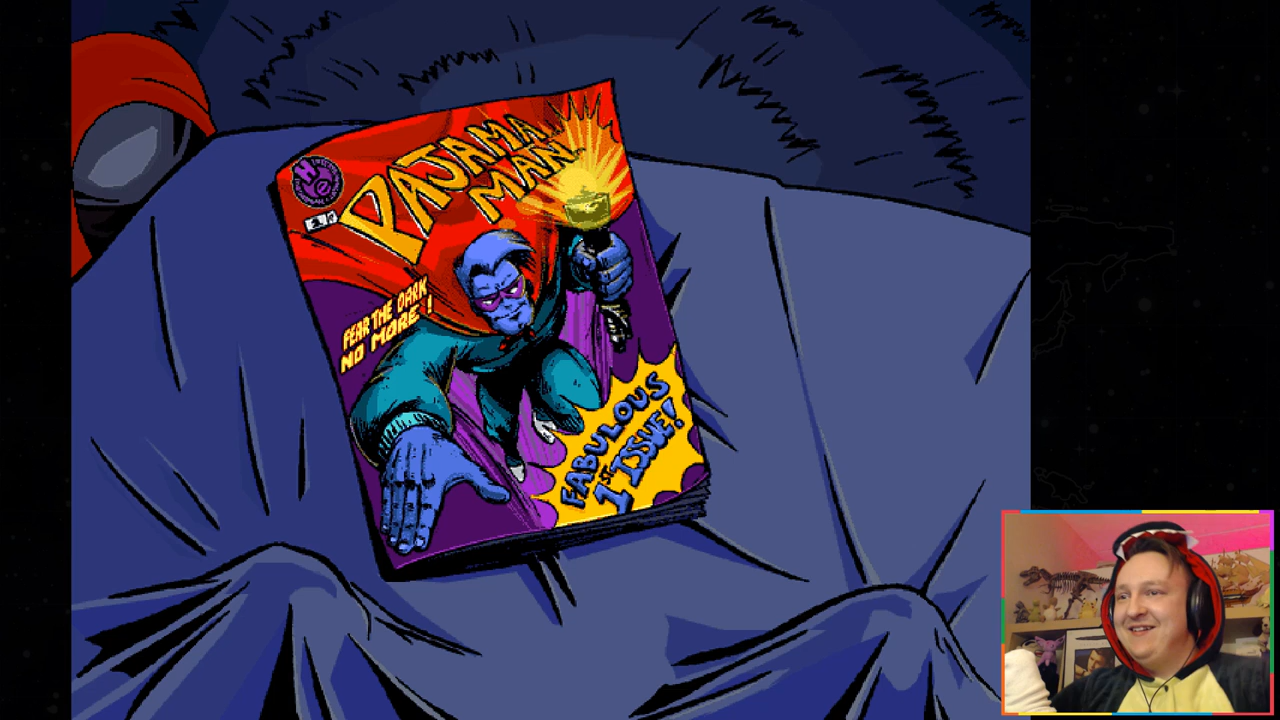 PAJAMA
MAN
FEAR THE DARK
NO MORE!
FABULOUS
1ST ISSUE!